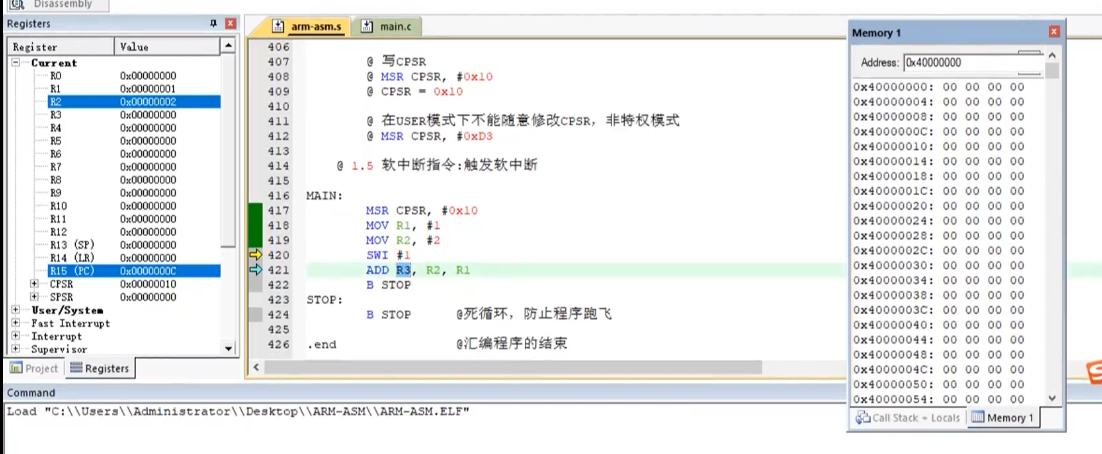 Disassembly
Registers
Register Value
Current
R0 0x00000000
R1 0x00000001
R2 0x00000002
R3 0x00000000
R4 0x00000000
R5 0x00000000
R6 0x00000000
R7 0x00000000
R8 0x00000000
R9 0x00000000
R10 0x00000000
R11 0x00000000
R12 0x00000000
R13 (SP) 0x00000000
R14 (LR) 0x00000000
R15 (PC) 0x0000000C
CPSR 0x00000010
SPSR 0x00000000
User/System
Fast Interrupt
Interrupt
Supervisor
Project Registers
arm-asm.s main.c
406
407 @ 写CPSR
408 @ MSR CPSR, #0x10
409 @ CPSR = 0x10
410
411 @ 在USER模式下不能随意修改CPSR，非特权模式
412 @ MSR CPSR, #0xD3
413
414 @ 1.5 软中断指令:触发软中断
415
416 MAIN:
417 MSR CPSR, #0x10
418 MOV R1, #1
419 MOV R2, #2
420 SWI #1
421 ADD R3, R2, R1
422 B STOP
423 STOP:
424 B STOP @死循环，防止程序跑飞
425
426 .end @汇编程序的结束
Memory 1
Address: 0x40000000
0x40000000: 00 00 00 00
0x40000004: 00 00 00 00
0x40000008: 00 00 00 00
0x4000000C: 00 00 00 00
0x40000010: 00 00 00 00
0x40000014: 00 00 00 00
0x40000018: 00 00 00 00
0x4000001C: 00 00 00 00
0x40000020: 00 00 00 00
0x40000024: 00 00 00 00
0x40000028: 00 00 00 00
0x4000002C: 00 00 00 00
0x40000030: 00 00 00 00
0x40000034: 00 00 00 00
0x40000038: 00 00 00 00
0x4000003C: 00 00 00 00
0x40000040: 00 00 00 00
0x40000044: 00 00 00 00
0x40000048: 00 00 00 00
0x4000004C: 00 00 00 00
0x40000050: 00 00 00 00
0x40000054: 00 00 00 00
Call Stack + Locals Memory 1
Command
Load "C:\\Users\\Administrator\\Desktop\\ARM-ASM\\ARM-ASM.ELF"